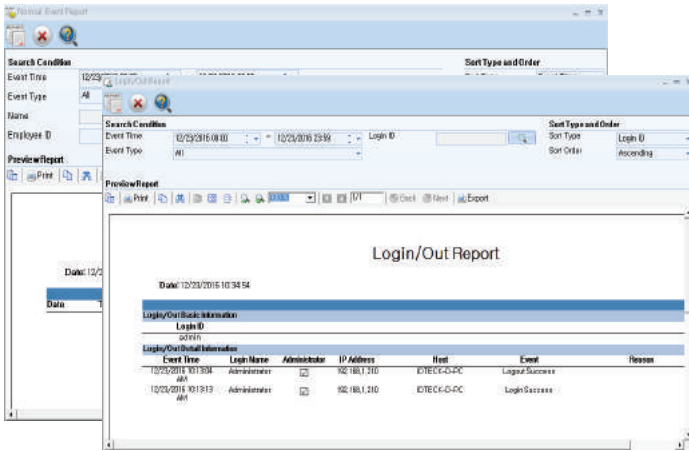 Normal Event Report
Search Condition
Sort Type and Order
Event Time
Event Type
All
Name
Employee ID
Preview Report
Print
Date: 12/2
Date
Login/Out Report
Search Condition
Sort Type and Order
Event Time 12/23/2016 00:00 ~ 12/23/2016 23:59 Login ID
Sort Type Login ID
Event Type All
Sort Order Ascending
Preview Report
Print 1/1 Back Next Export
Login/Out Report
Date: 12/23/2016 10:34:54
Login/Out Basic Information
Login ID
admin
Login/Out Detail Information
Event Time Login Name Administrator IP Address Host Event Reason
12/23/2016 10:13:04 AM Administrator 192.168.1.210 IDTECK-D-PC Logout Success
12/23/2016 10:13:13 AM Administrator 192.168.1.210 IDTECK-D-PC Login Success